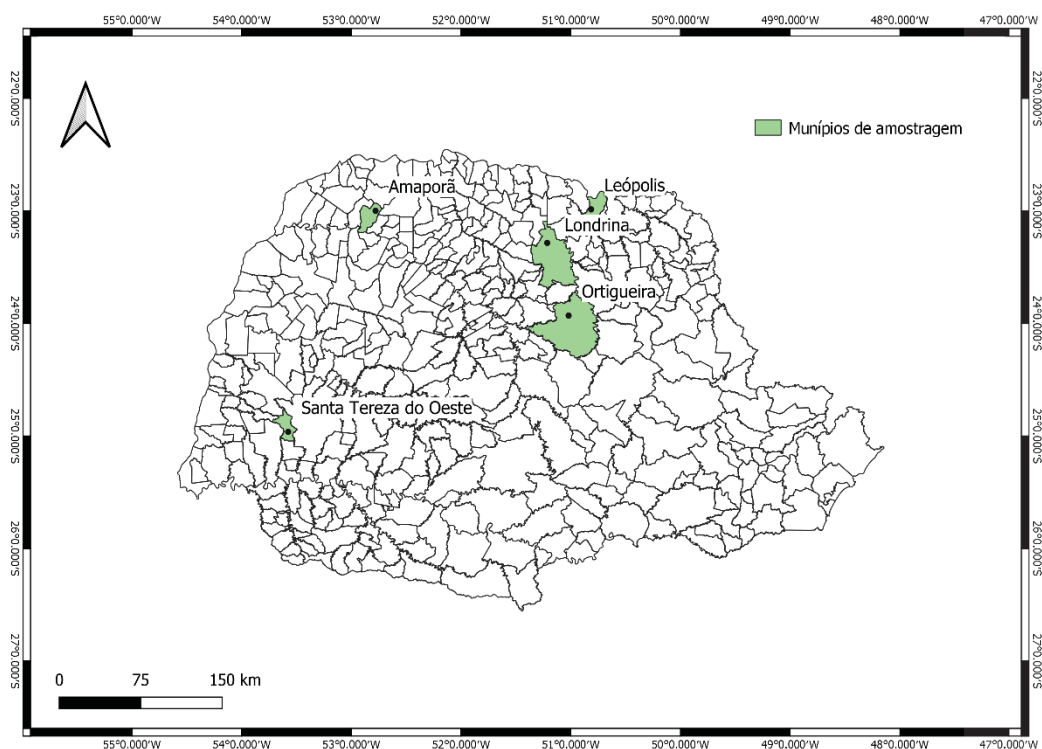 55°0.000'W 54°0.000'W 53°0.000'W 52°0.000'W 51°0.000'W 50°0.000'W 49°0.000'W 48°0.000'W 47°0.000'W
22°0.000'S 22°0.000'S
Munípios de amostragem
Amaporã
Leópolis
23°0.000'S 23°0.000'S
Londrina
Ortigueira
24°0.000'S 24°0.000'S
Santa Tereza do Oeste
25°0.000'S 25°0.000'S
26°0.000'S 26°0.000'S
27°0.000'S 27°0.000'S
0 75 150 km
55°0.000'W 54°0.000'W 53°0.000'W 52°0.000'W 51°0.000'W 50°0.000'W 49°0.000'W 48°0.000'W 47°0.000'W